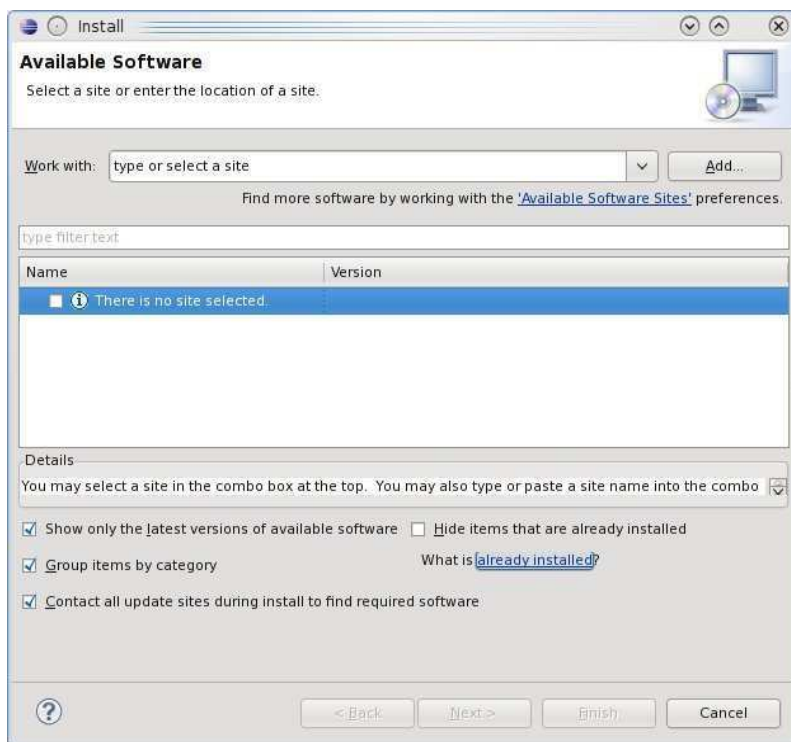 Install
Available Software
Select a site or enter the location of a site.
Work with: type or select a site Add...
Find more software by working with the 'Available Software Sites' preferences.
type filter text
Name Version
There is no site selected.
Details
You may select a site in the combo box at the top. You may also type or paste a site name into the combo
Show only the latest versions of available software Hide items that are already installed
Group items by category What is already installed?
Contact all update sites during install to find required software
? < Back Next > Finish Cancel